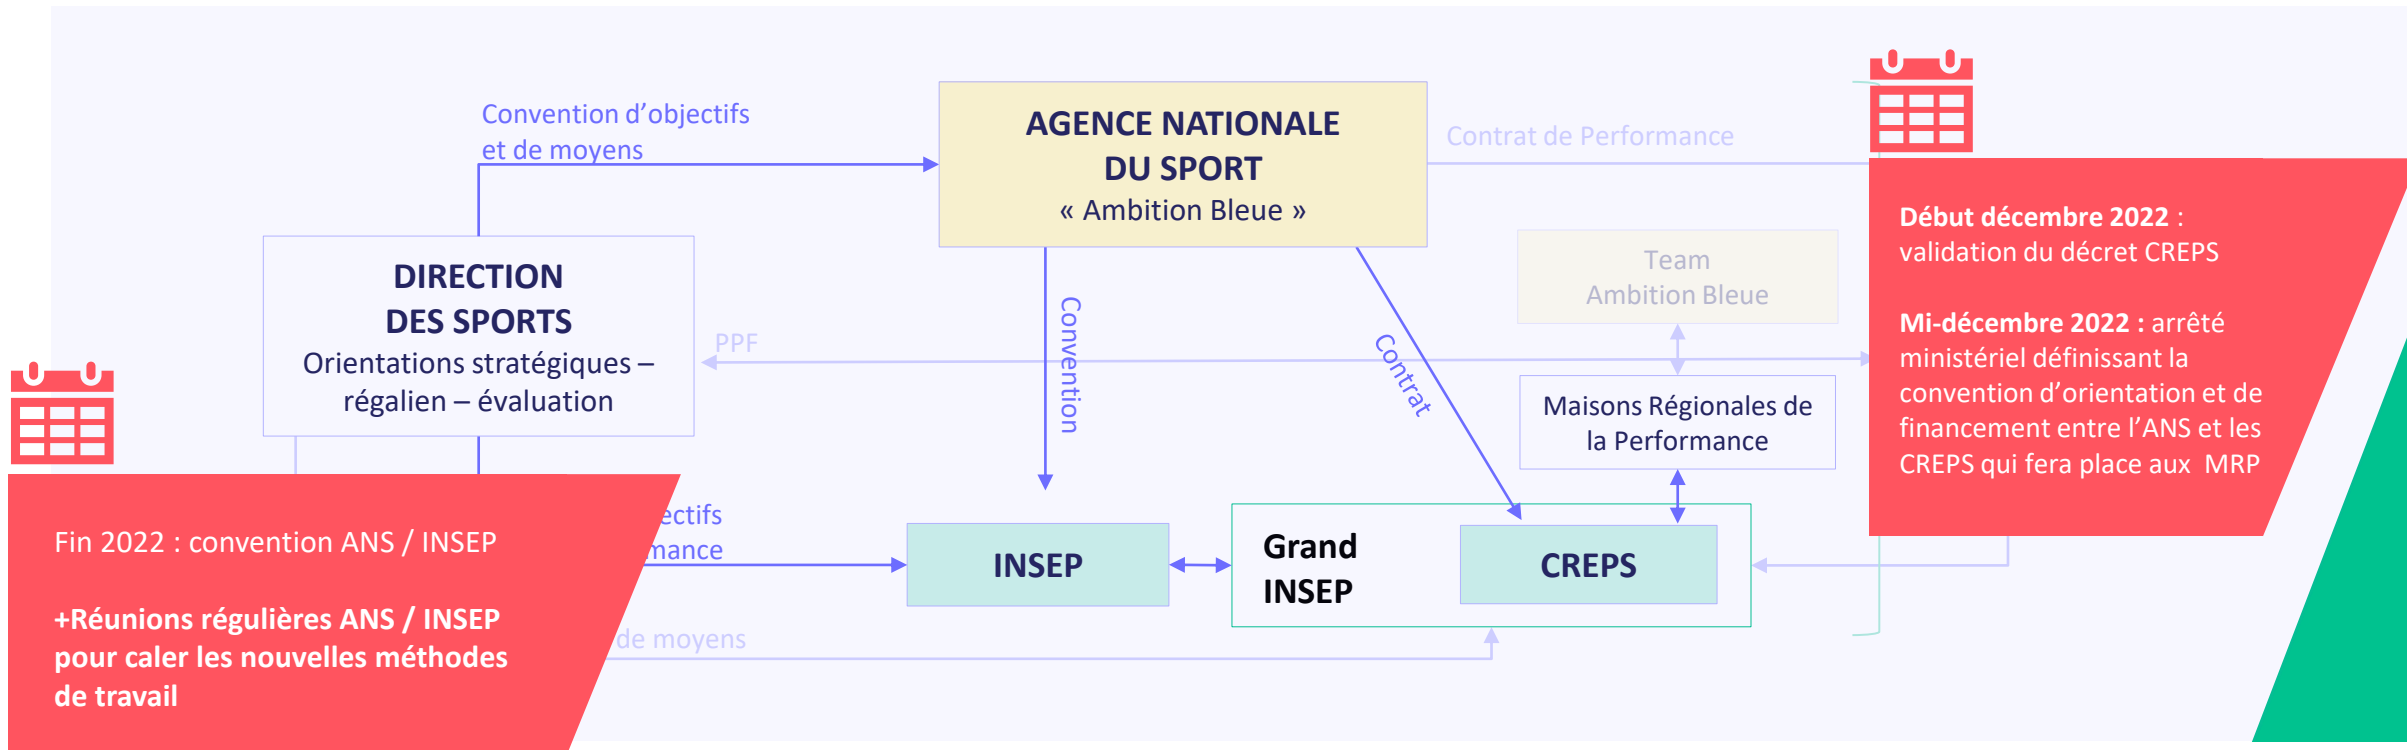 Convention d’objectifs
et de moyens
AGENCE NATIONALE
DU SPORT
« Ambition Bleue »
Contrat de Performance
DIRECTION
DES SPORTS
Orientations stratégiques –
régalien – évaluation
PPF
Convention
Contrat
Team
Ambition Bleue
Maisons Régionales de
la Performance
Début décembre 2022 :
validation du décret CREPS
Mi-décembre 2022 : arrêté
ministériel définissant la
convention d’orientation et de
financement entre l’ANS et les
CREPS qui fera place aux MRP
Fin 2022 : convention ANS / INSEP
+Réunions régulières ANS / INSEP
pour caler les nouvelles méthodes
de travail
ectifs
mance
de moyens
INSEP
Grand
INSEP
CREPS